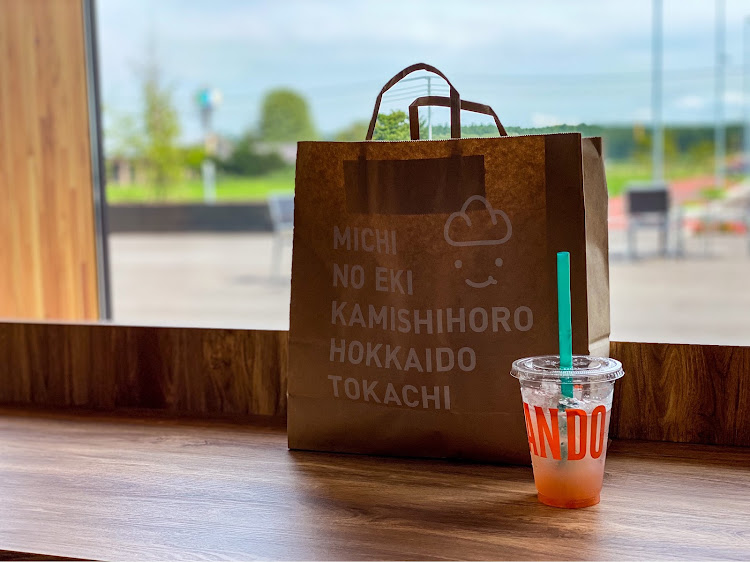 MICHI
NO EKI
KAMISHIHORO
HOKKAIDO
TOKACHI
ANDO